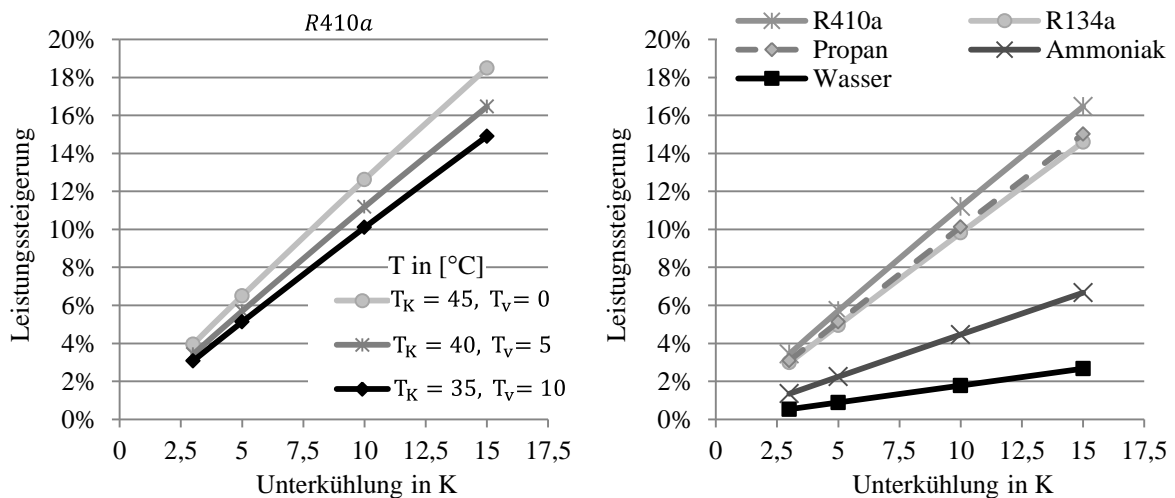 R410a
20%
18%
16%
14%
12%
10%
8%
6%
4%
2%
0%
Leistungssteigerung
T in [°C]
T_K = 45, T_v= 0
T_K = 40, T_v= 5
T_K = 35, T_v= 10
0 2,5 5 7,5 10 12,5 15 17,5
Unterkühlung in K
R410a R134a
Propan Ammoniak
Wasser
20%
18%
16%
14%
12%
10%
8%
6%
4%
2%
0%
Leistugnssteigerung
0 2,5 5 7,5 10 12,5 15 17,5
Unterkühlung in K